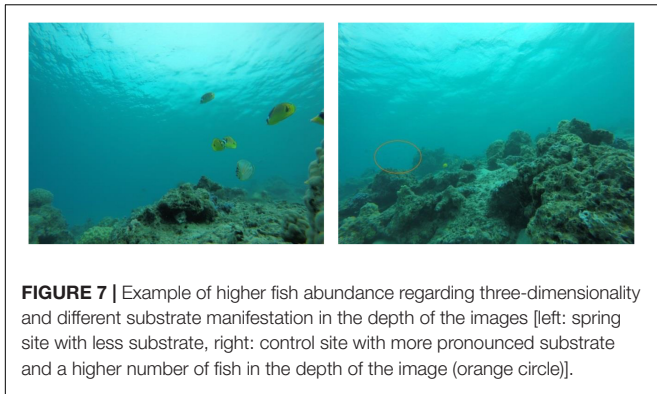 FIGURE 7 | Example of higher fish abundance regarding three-dimensionality
and different substrate manifestation in the depth of the images [left: spring
site with less substrate, right: control site with more pronounced substrate
and a higher number of fish in the depth of the image (orange circle)].